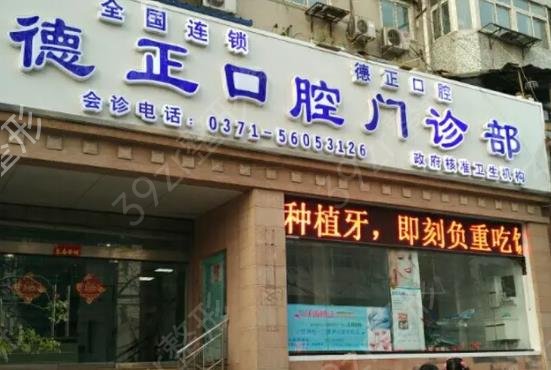 全国连锁
德正口腔
德正口腔门诊部
会诊电话：0371-56053126
政府核准卫生机构
种植牙，即刻负重吃